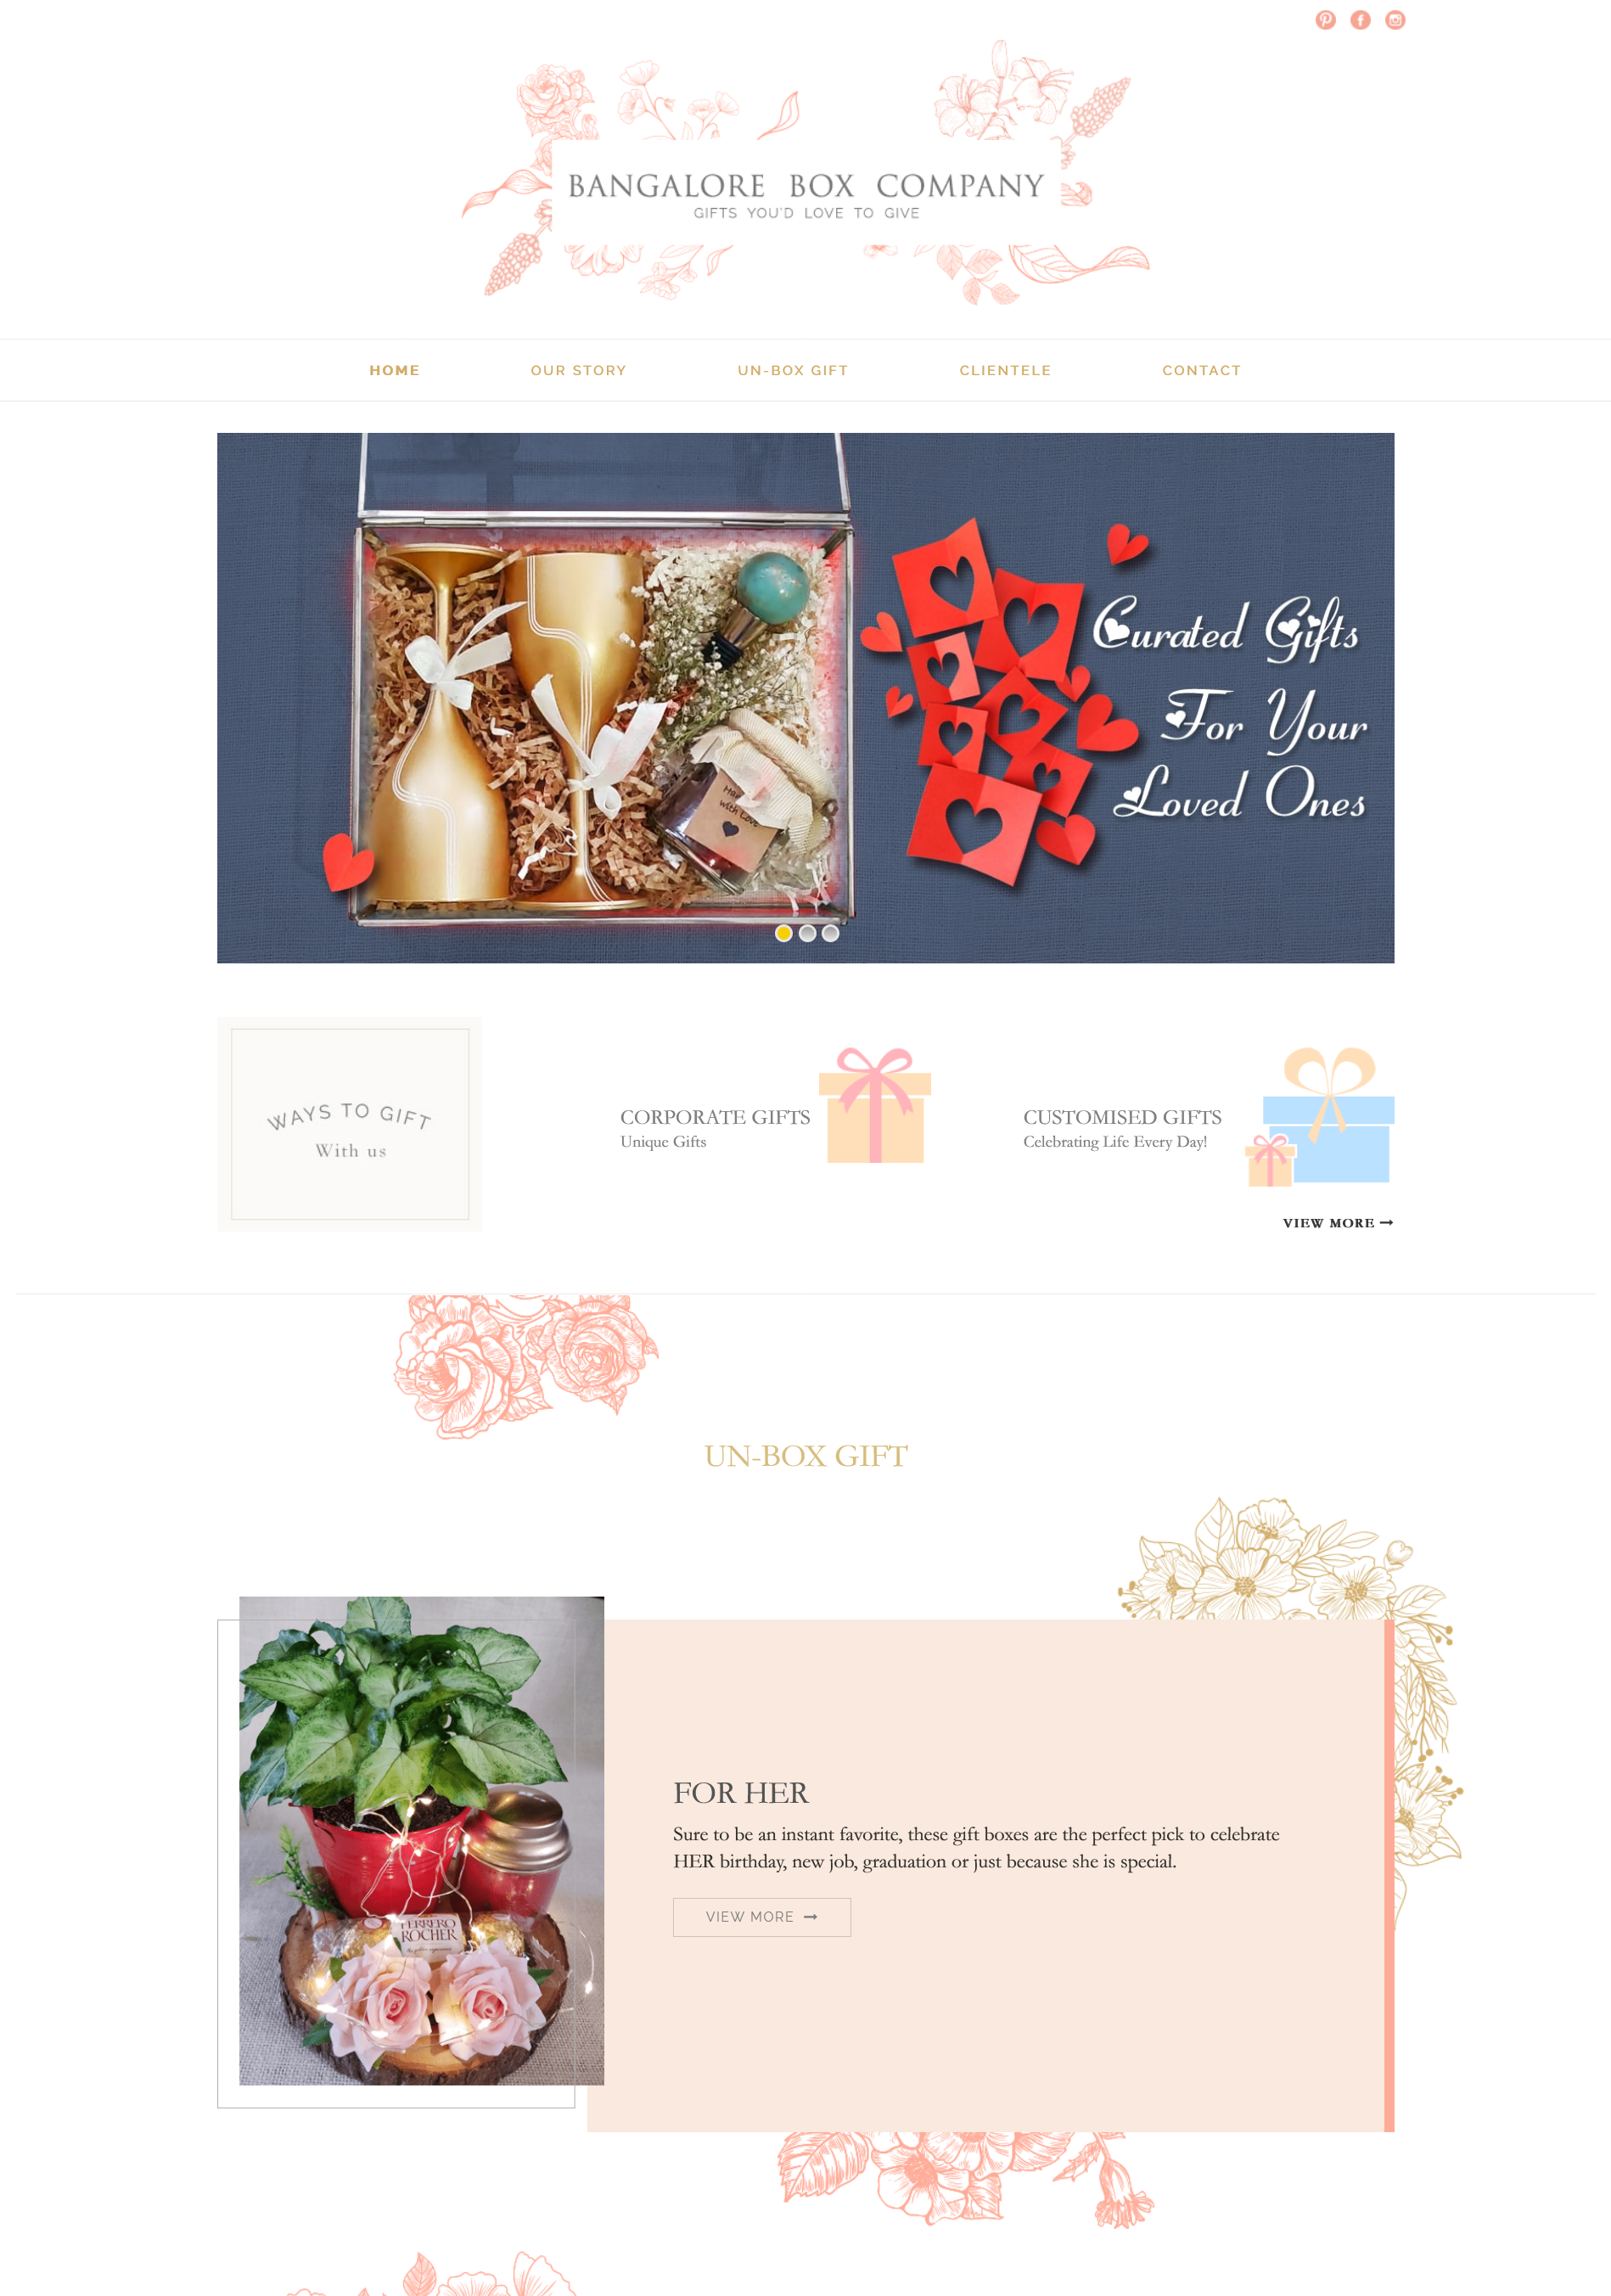 BANGALORE BOX COMPANY
GIFTS YOU'D LOVE TO GIVE
HOME
OUR STORY
UN-BOX GIFT
CLIENTELE
CONTACT
Curated Gifts
For Your
Loved Ones
with Love
WAYS TO GIFT
With us
CORPORATE GIFTS
Unique Gifts
CUSTOMISED GIFTS
Celebrating Life Every Day!
VIEW MORE
UN-BOX GIFT
FOR HER
Sure to be an instant favorite, these gift boxes are the perfect pick to celebrate
HER birthday, new job, graduation or just because she is special.
VIEW MORE
FERRERO
ROCHER